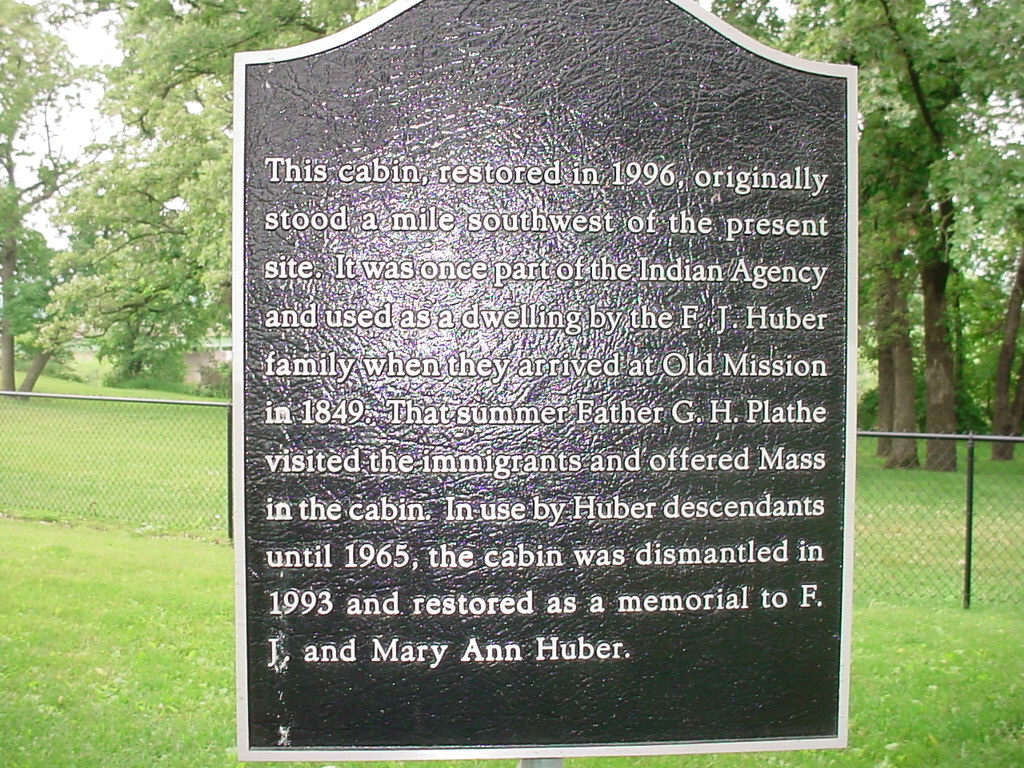 This cabin, restored in 1996, originally
stood a mile southwest of the present
site. It was once part of the Indian Agency
and used as a dwelling by the F. J. Huber
family when they arrived at Old Mission
in 1849. That summer Father G. H. Plathe
visited the immigrants and offered Mass
in the cabin. In use by Huber descendants
until 1965, the cabin was dismantled in
1993 and restored as a memorial to F.
J. and Mary Ann Huber.